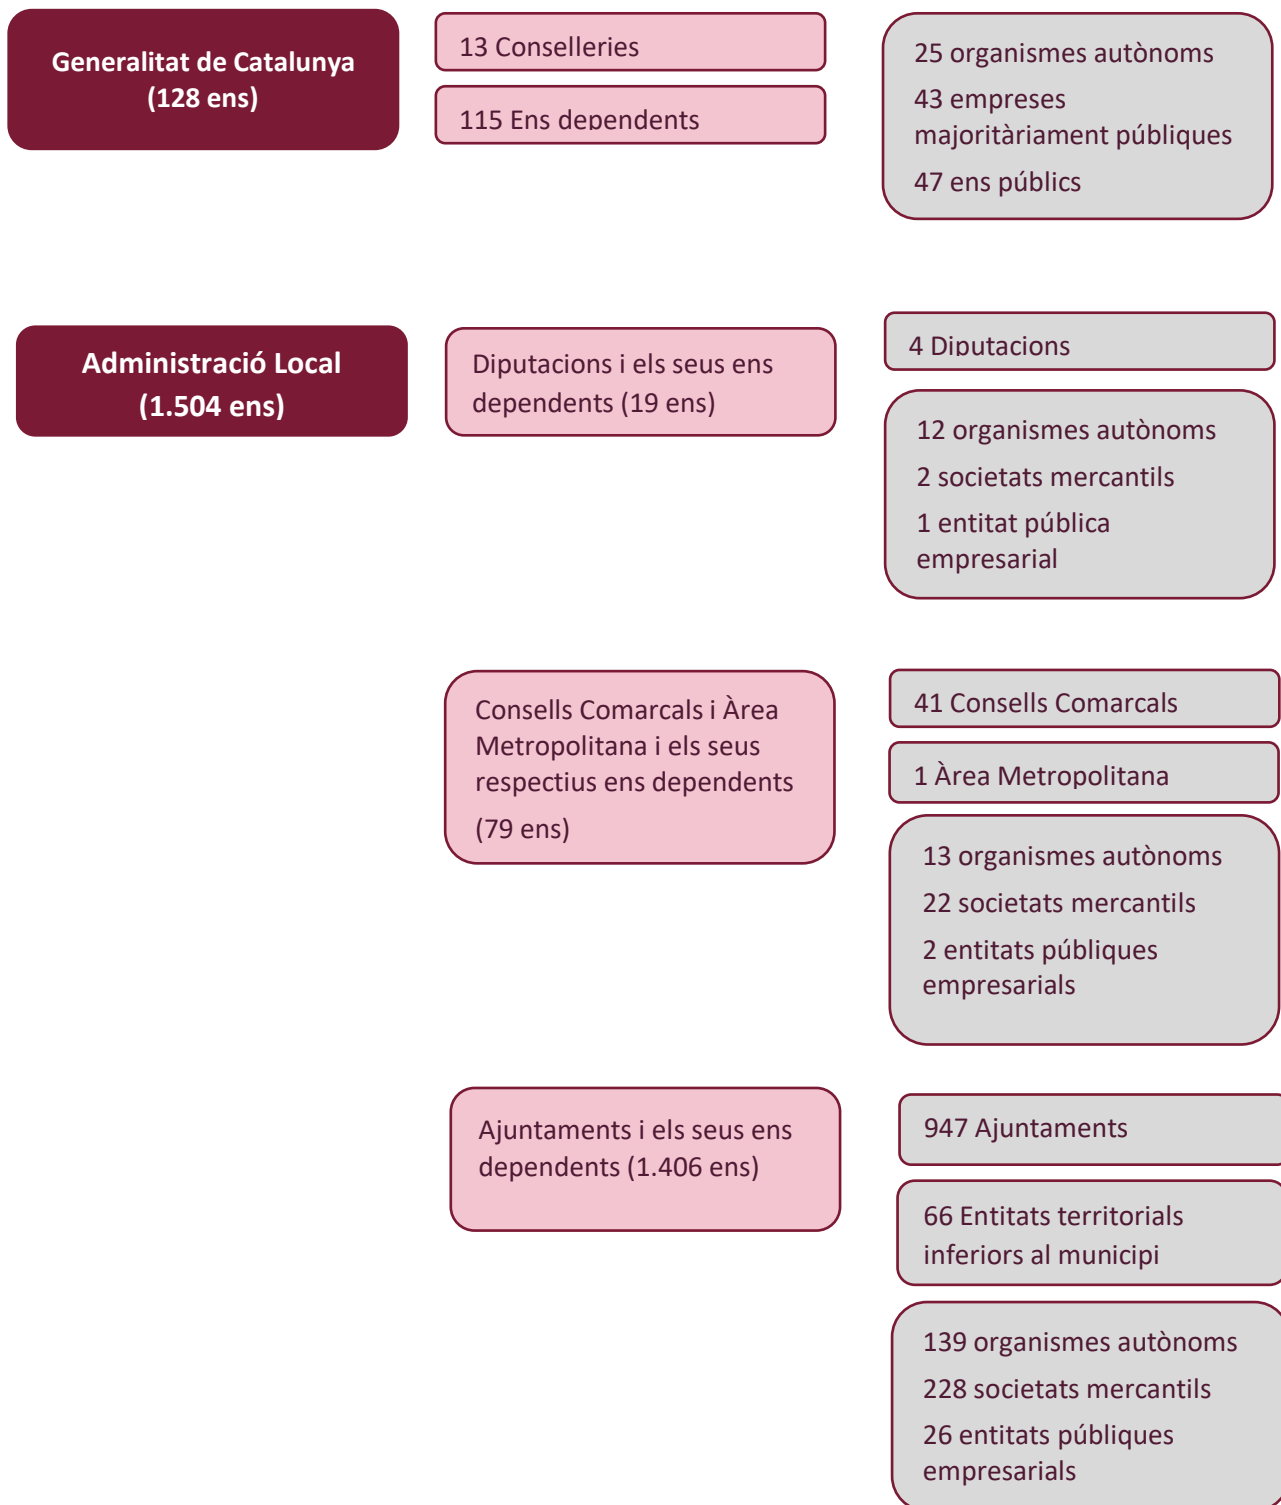 Generalitat de Catalunya
(128 ens)
13 Conselleries
115 Ens dependents
25 organismes autònoms
43 empreses
majoritàriament públiques
47 ens públics
Administració Local
(1.504 ens)
Diputacions i els seus ens
dependents (19 ens)
4 Diputacions
12 organismes autònoms
2 societats mercantils
1 entitat pública
empresarial
Consells Comarcals i Àrea
Metropolitana i els seus
respectius ens dependents
(79 ens)
41 Consells Comarcals
1 Àrea Metropolitana
13 organismes autònoms
22 societats mercantils
2 entitats públiques
empresarials
Ajuntaments i els seus ens
dependents (1.406 ens)
947 Ajuntaments
66 Entitats territorials
inferiors al municipi
139 organismes autònoms
228 societats mercantils
26 entitats públiques
empresarials